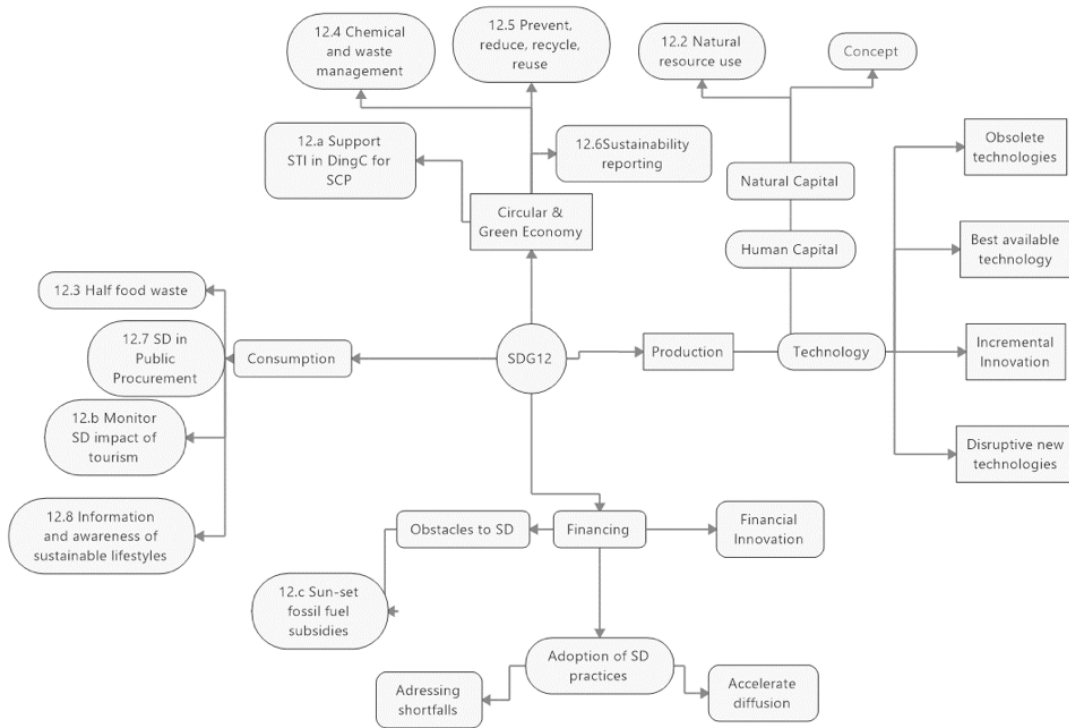 12.4 Chemical
and waste
management
12.5 Prevent,
reduce, recycle,
reuse
12.2 Natural
resource use
Concept
12.a Support
STI in DingC for
SCP
12.6Sustainability
reporting
Obsolete
technologies
Natural Capital
Circular &
Green Economy
Human Capital
Best available
technology
12.3 Half food waste
12.7 SD in
Public
Procurement
Consumption
SDG12
Production
Technology
Incremental
Innovation
12.b Monitor
SD impact of
tourism
Disruptive new
technologies
12.8 Information
and awareness of
sustainable lifestyles
Obstacles to SD
Financing
Financial
Innovation
12.c Sun-set
fossil fuel
subsidies
Adoption of SD
practices
Adressing
shortfalls
Accelerate
diffusion